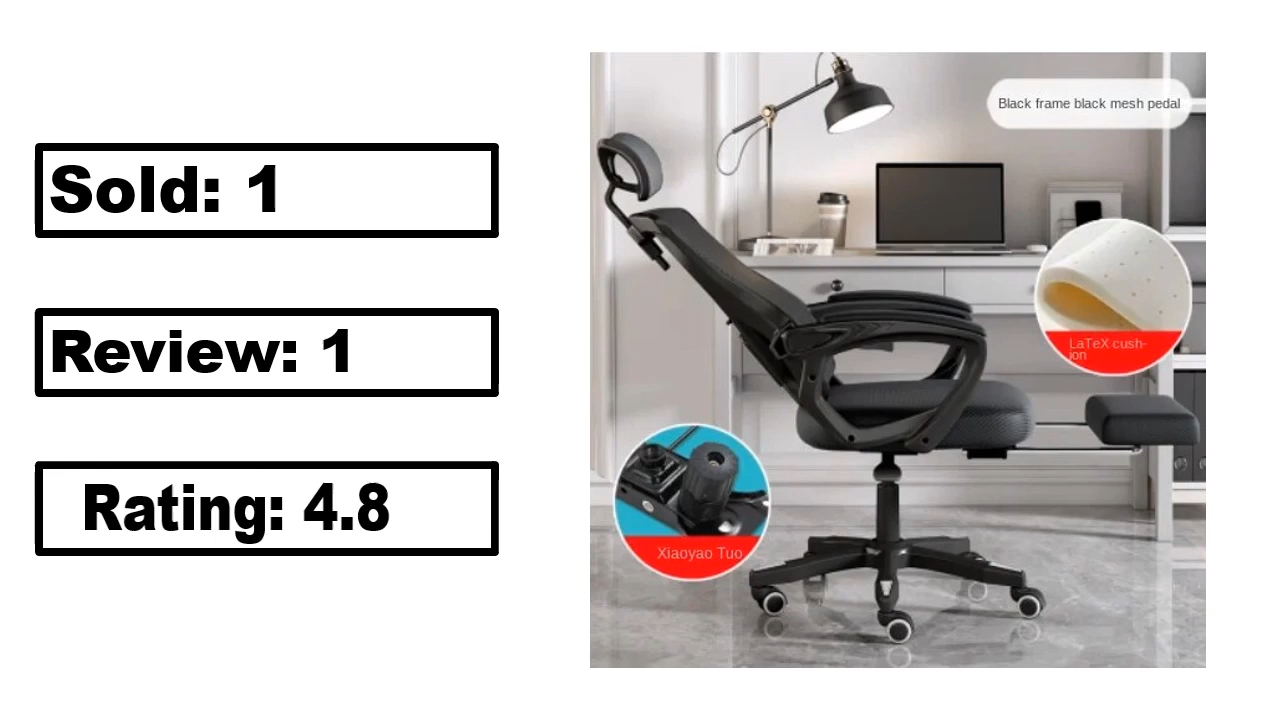 Sold: 1
Review: 1
Rating: 4.8
Black frame black mesh pedal
LaTeX cush-
ion
Xiaoyao Tuo